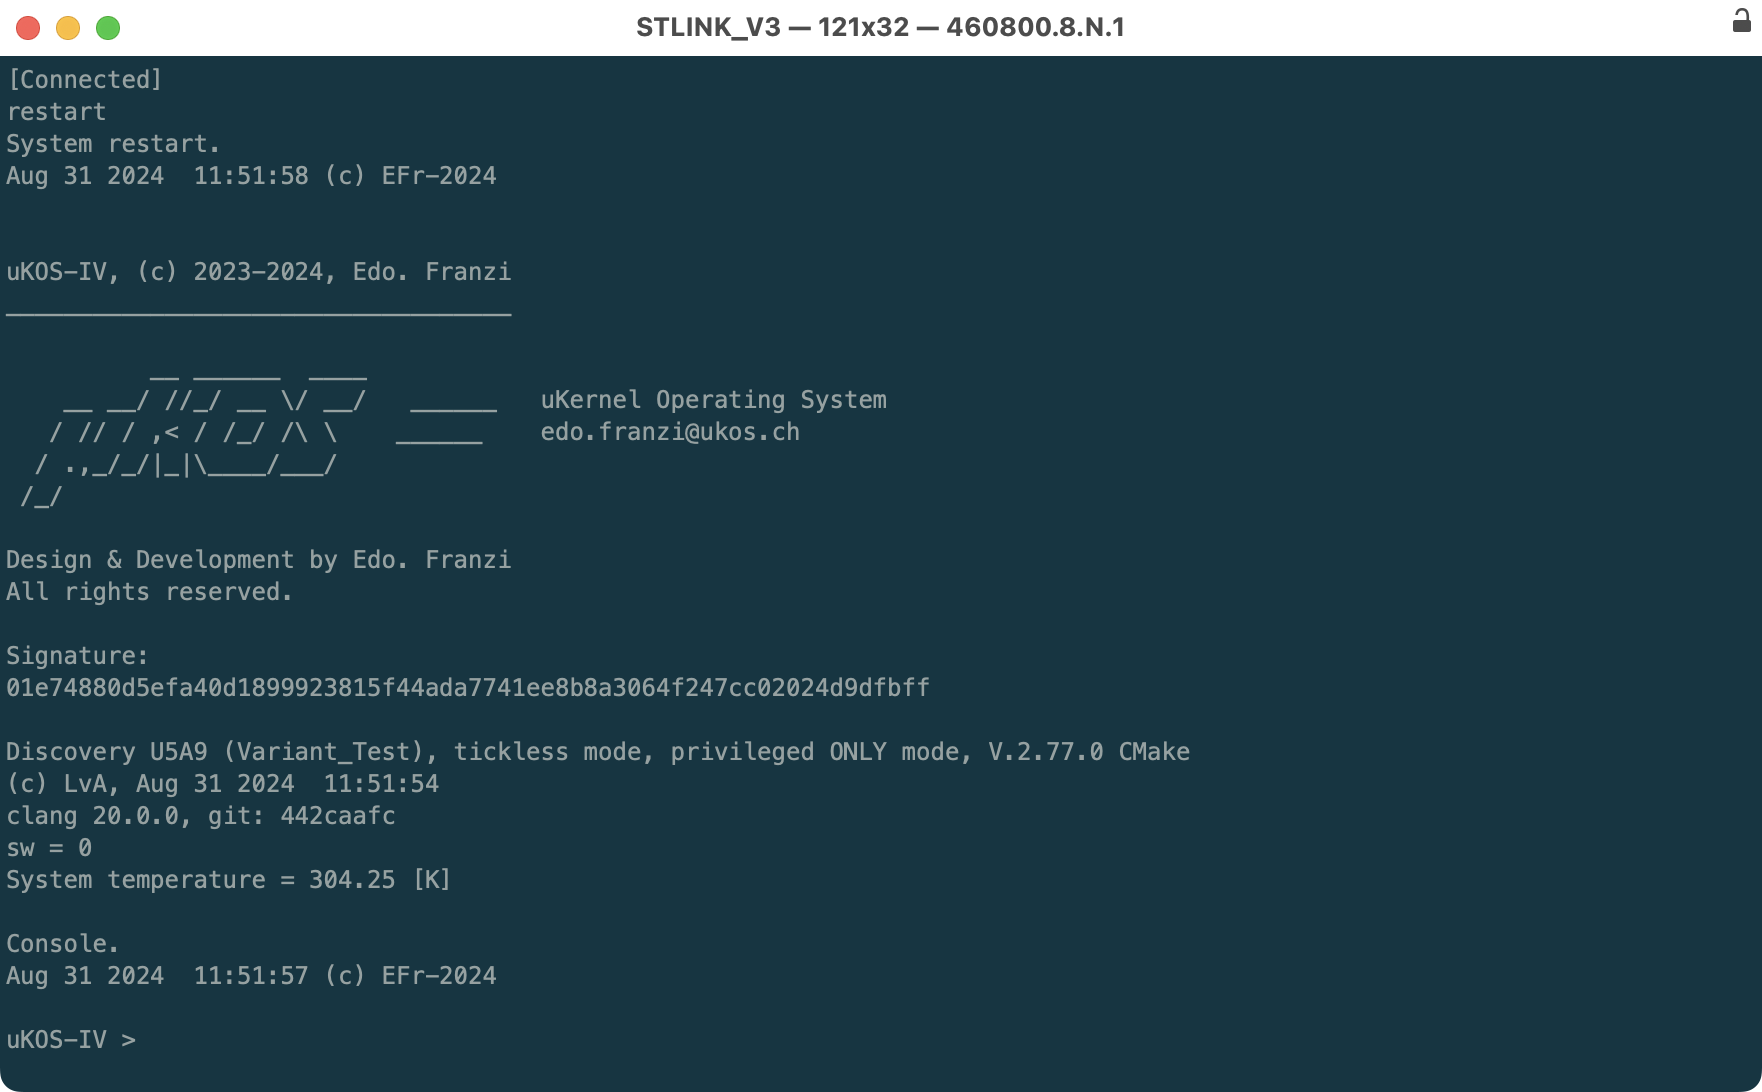 STLINK_V3 — 121x32 — 460800.8.N.1
[Connected]
restart
System restart.
Aug 31 2024  11:51:58 (c) EFr-2024
uKOS-IV, (c) 2023-2024, Edo. Franzi
___________________________________
          __ ______  ____
    __ __/ //_/ __ \/ __/   ______   uKernel Operating System
   / // / ,< / /_/ /\ \    ______    edo.franzi@ukos.ch
  / .,_/_/|_|\____/___/
 /_/
Design & Development by Edo. Franzi
All rights reserved.
Signature:
01e74880d5efa40d1899923815f44ada7741ee8b8a3064f247cc02024d9dfbff
Discovery U5A9 (Variant_Test), tickless mode, privileged ONLY mode, V.2.77.0 CMake
(c) LvA, Aug 31 2024  11:51:54
clang 20.0.0, git: 442caafc
sw = 0
System temperature = 304.25 [K]
Console.
Aug 31 2024  11:51:57 (c) EFr-2024
uKOS-IV >